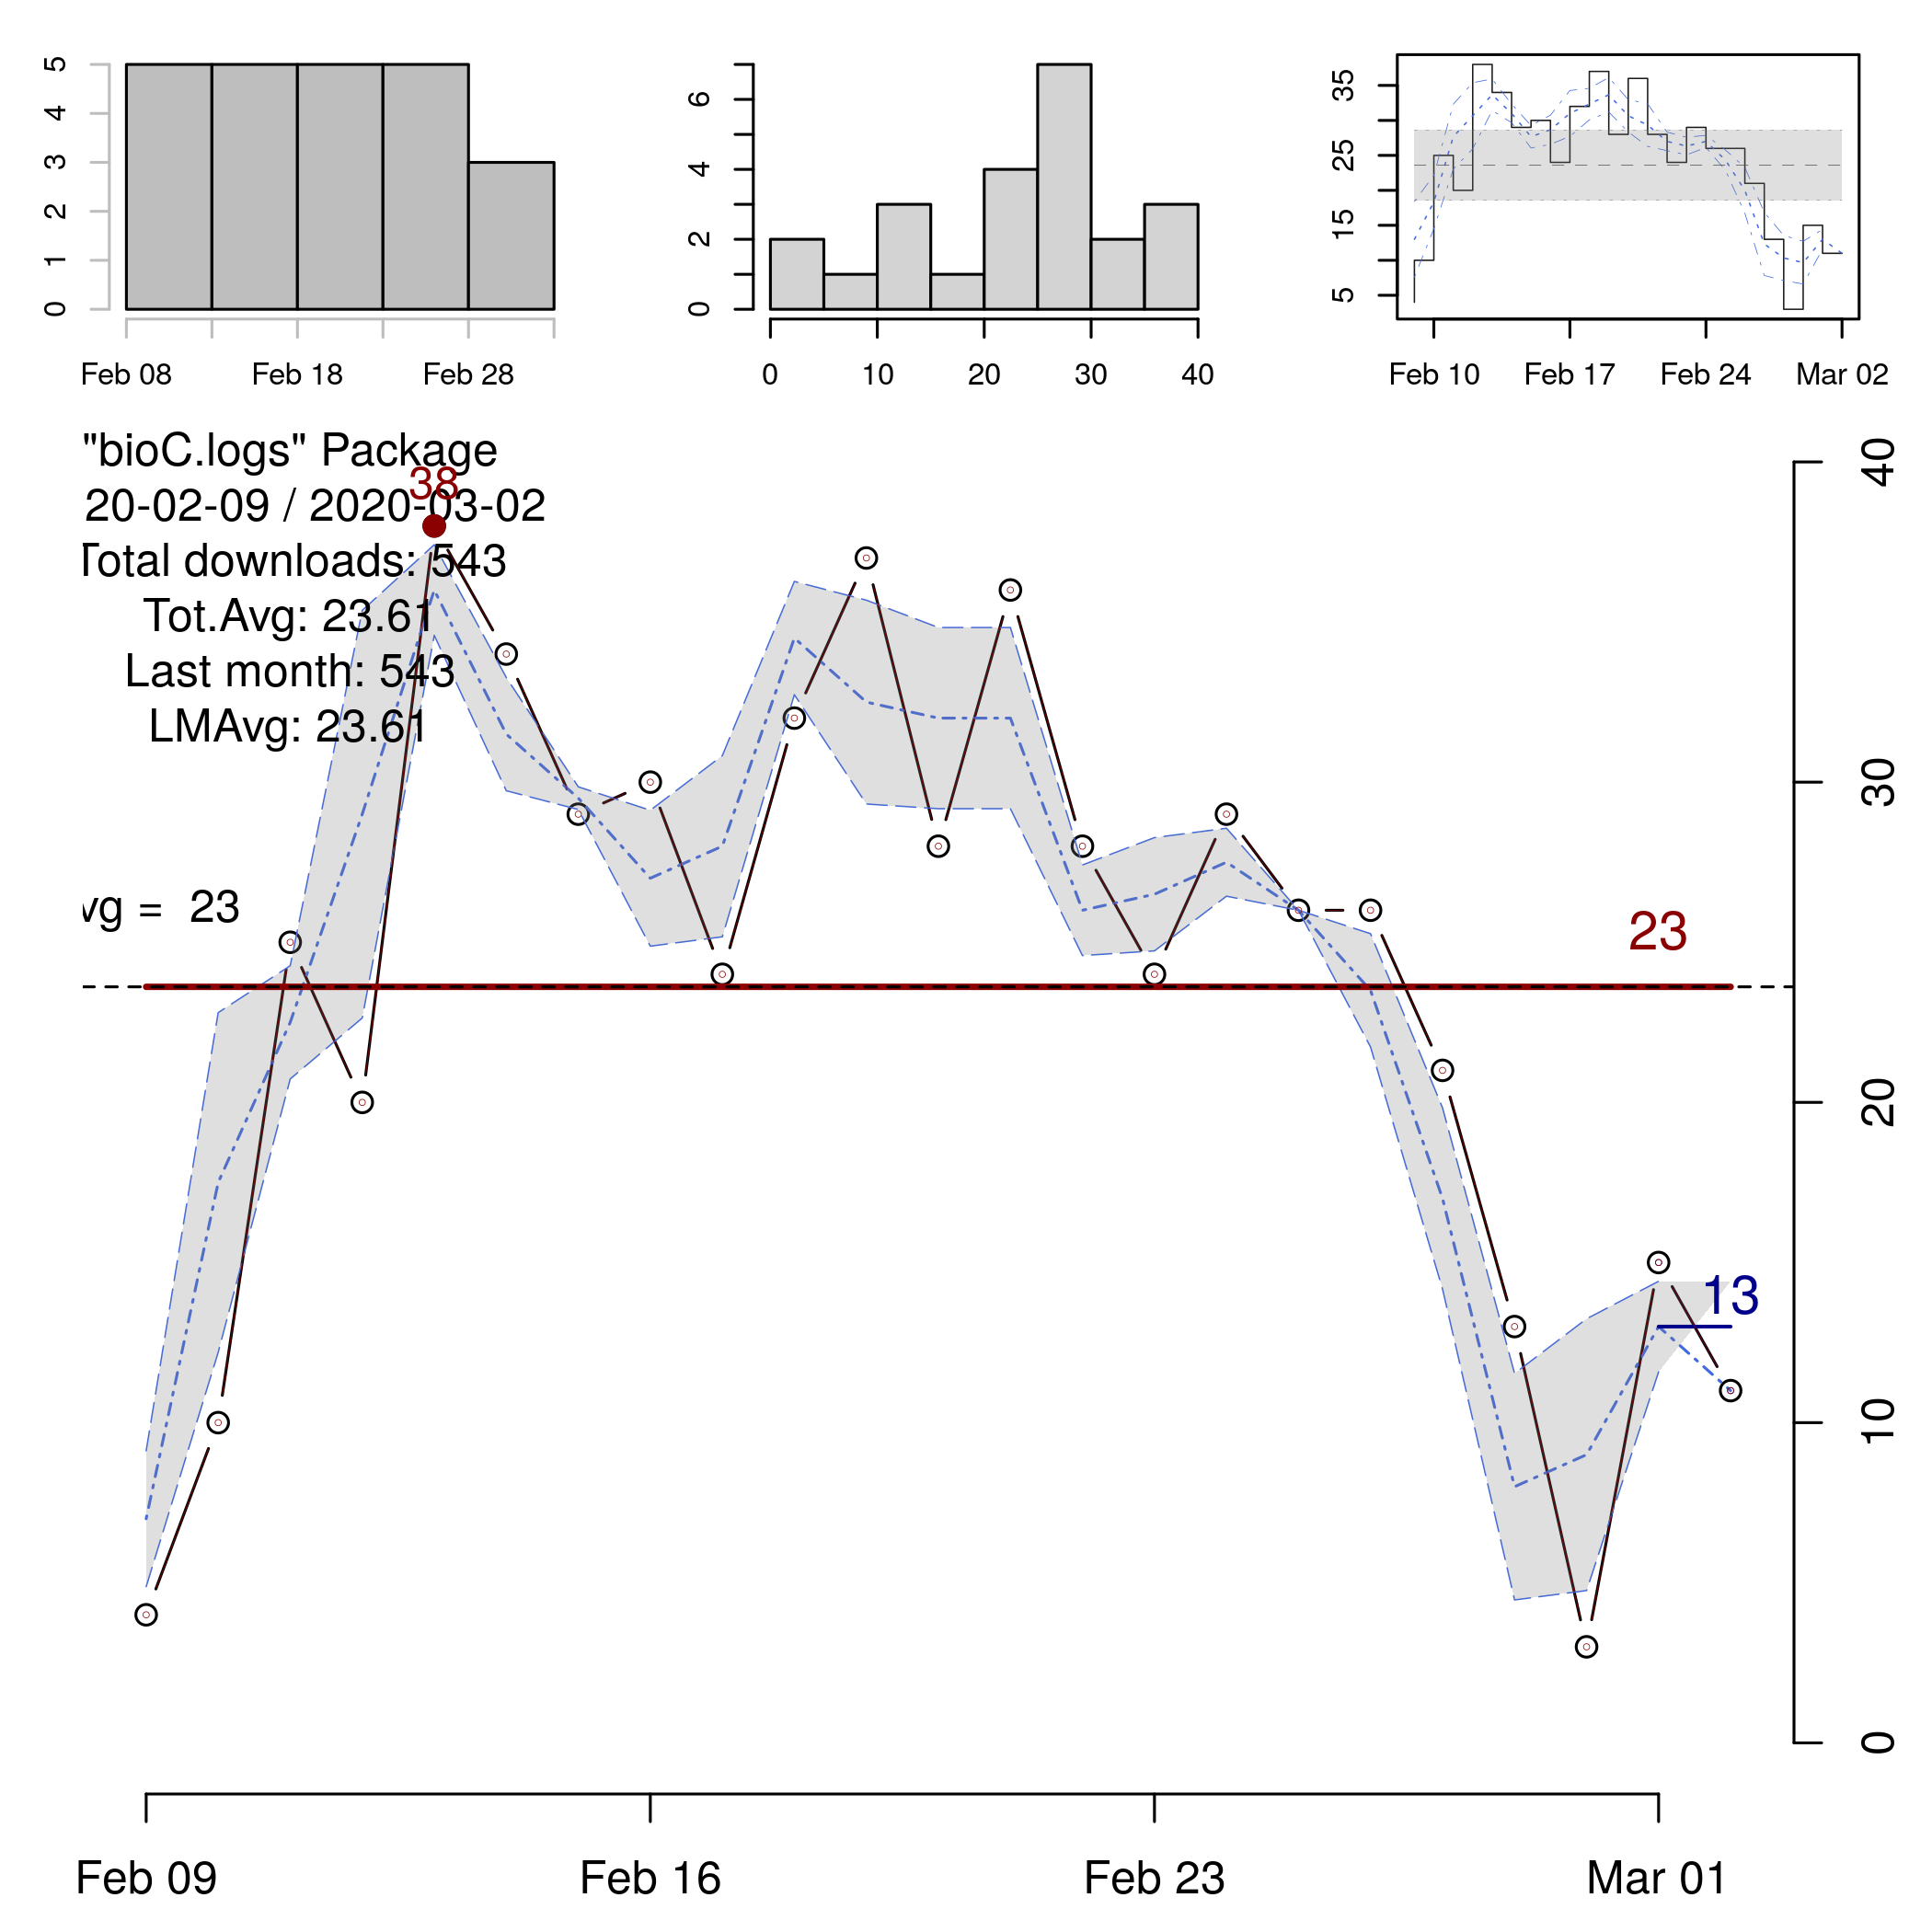 5
4
3
2
1
0
Feb 08 Feb 18 Feb 28
6
4
2
0
0 10 20 30 40
35
25
15
5
Feb 10 Feb 17 Feb 24 Mar 02
"bioC.logs" Package
38
20-02-09 / 2020-03-02
Total downloads: 543
Tot.Avg: 23.61
Last month: 543
LMAvg: 23.61
vg = 23
23
13
40
30
20
10
0
Feb 09 Feb 16 Feb 23 Mar 01